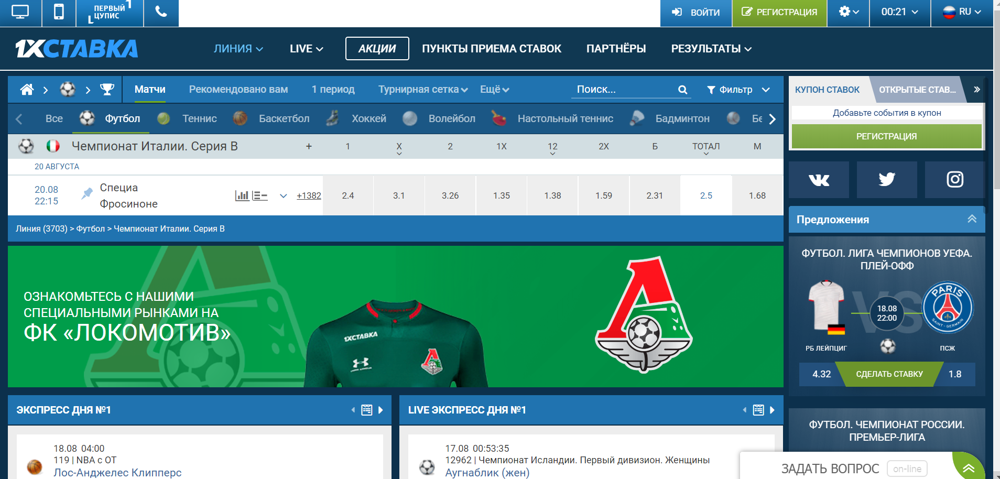 ПЕРВЫЙ
ЦУПИС
ВОЙТИ
РЕГИСТРАЦИЯ
00:21
RU
1XСТАВКА
ЛИНИЯ
LIVE
АКЦИИ
ПУНКТЫ ПРИЕМА СТАВОК
ПАРТНЁРЫ
РЕЗУЛЬТАТЫ
Матчи
Рекомендовано вам
1 период
Турнирная сетка
Ещё
Поиск...
Фильтр
Все
Футбол
Теннис
Баскетбол
Хоккей
Волейбол
Настольный теннис
Бадминтон
Бе
Чемпионат Италии. Серия B
+ 1 X 2 1X 12 2X Б ТОТАЛ М
20 АВГУСТА
20.08
22:15
Специа
Фросиноне
+1382 2.4 3.1 3.26 1.35 1.38 1.59 2.31 2.5 1.68
Линия (3703) > Футбол > Чемпионат Италии. Серия B
ОЗНАКОМЬТЕСЬ С НАШИМИ
СПЕЦИАЛЬНЫМИ РЫНКАМИ НА
ФК «ЛОКОМОТИВ»
1XСТАВКА
ЭКСПРЕСС ДНЯ №1
18.08 04:00
119 | NBA с ОТ
Лос-Анджелес Клипперс
LIVE ЭКСПРЕСС ДНЯ №1
17.08 00:53:35
12962 | Чемпионат Исландии. Первый дивизион. Женщины
Аугнаблик (жен)
КУПОН СТАВОК
ОТКРЫТЫЕ СТАВ...
Добавьте события в купон
РЕГИСТРАЦИЯ
Предложения
ФУТБОЛ. ЛИГА ЧЕМПИОНОВ УЕФА.
ПЛЕЙ-ОФФ
VS
18.08
22:00
PARIS
SAINT-GERMAIN
РБ ЛЕЙПЦИГ
ПСЖ
4.32
СДЕЛАТЬ СТАВКУ
1.8
ФУТБОЛ. ЧЕМПИОНАТ РОССИИ.
ПРЕМЬЕР-ЛИГА
ЗАДАТЬ ВОПРОС
on-line